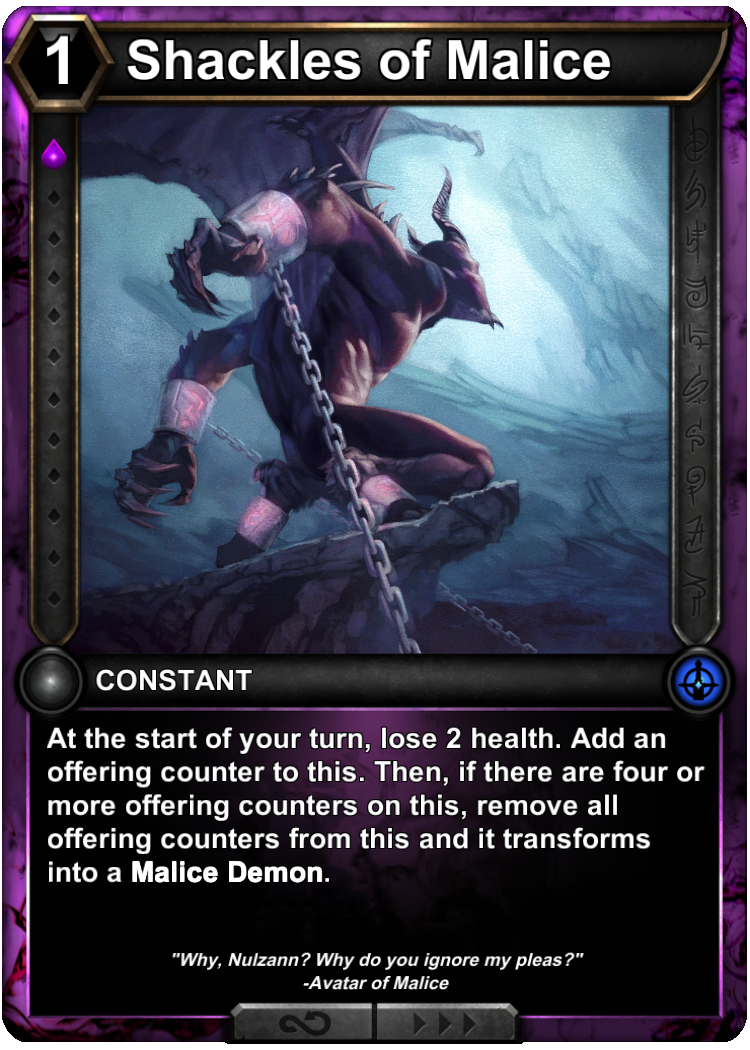 1
Shackles of Malice
CONSTANT
At the start of your turn, lose 2 health. Add an
offering counter to this. Then, if there are four or
more offering counters on this, remove all
offering counters from this and it transforms
into a Malice Demon.
"Why, Nulzann? Why do you ignore my pleas?"
-Avatar of Malice